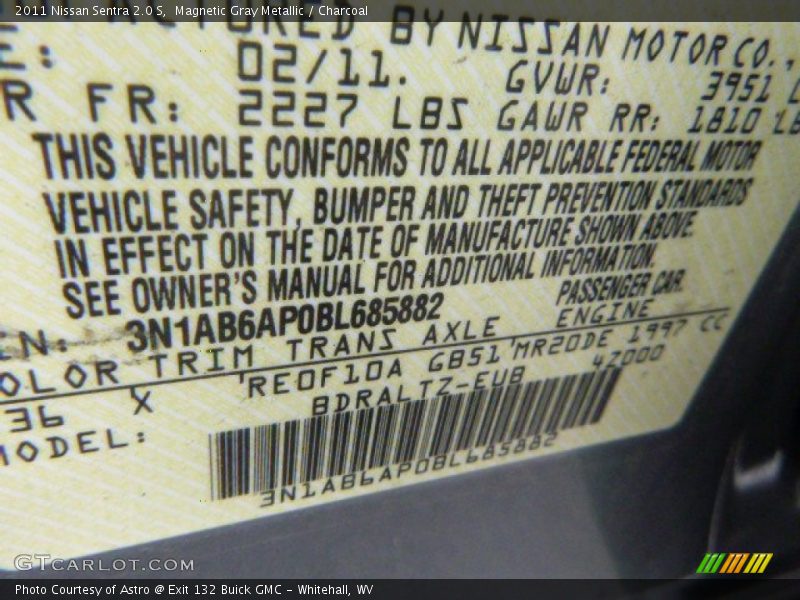 2011 Nissan Sentra 2.0 S, Magnetic Gray Metallic / Charcoal
BY NISSAN MOTOR CO.,
02/11. GVWR: 3951
R FR: 2227 LBS GAWR RR: 1810 LB
THIS VEHICLE CONFORMS TO ALL APPLICABLE FEDERAL MOTOR
VEHICLE SAFETY, BUMPER AND THEFT PREVENTION STANDARDS
IN EFFECT ON THE DATE OF MANUFACTURE SHOWN ABOVE.
SEE OWNER'S MANUAL FOR ADDITIONAL INFORMATION.
3N1AB6AP0BL685882 PASSENGER CAR.
OLOR TRIM TRANS AXLE ENGINE
36 X 'RE0F10A GB51 'MR20DE 1997 CC
MODEL: BDRALTZ-EUB 4Z000
3N1AB6AP0BL685882
GTCARLOT.COM
Photo Courtesy of Astro @ Exit 132 Buick GMC - Whitehall, WV